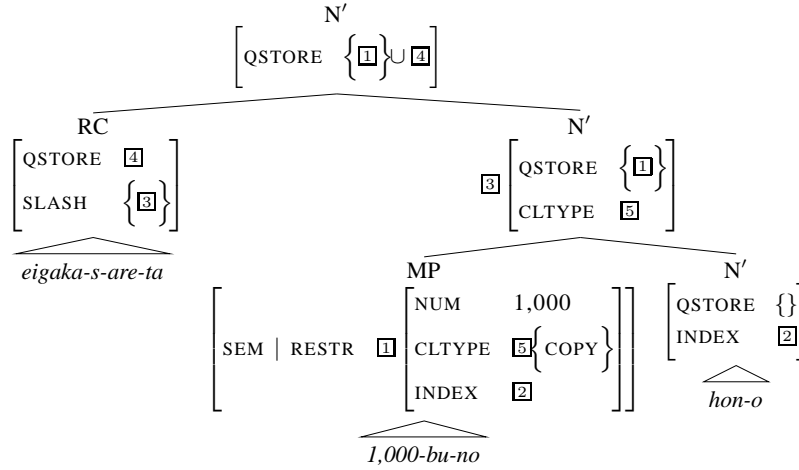 N′
[QSTORE {[1]} ∪ [4]]
RC N′
[QSTORE [4] [3] [QSTORE {[1]}
SLASH {[3]}] CLTYPE [5]]
eigaka-s-are-ta MP N′
[SEM | RESTR [1] [NUM 1,000 [QSTORE {}
CLTYPE [5]{COPY} INDEX [2]]
INDEX [2]]]
hon-o
1,000-bu-no